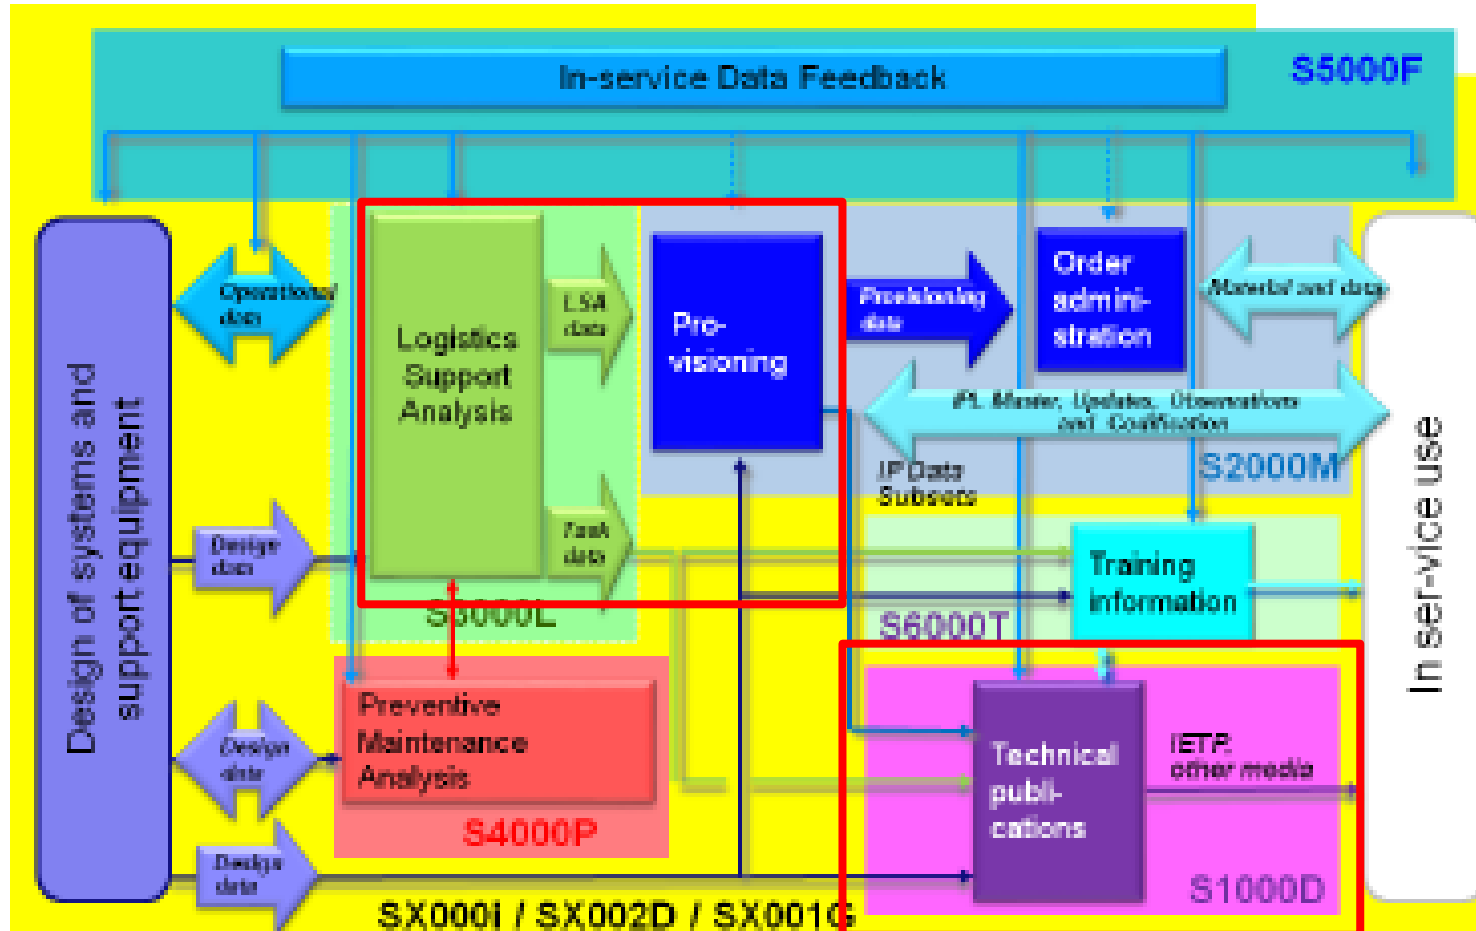 In-service Data Feedback
S5000F
Design of systems and
support equipment
Operational
data
Logistics
Support
Analysis
LSA
data
Pro-
visioning
Provisioning
data
Order
admini-
stration
Material and data
IPL Master, Updates, Observations
and Codification
S2000M
IP Data
Subsets
In ser-vice use
Design
data
Task
data
S3000L
Training
information
S6000T
Preventive
Maintenance
Analysis
Design
data
S4000P
Technical
publi-
cations
IETP,
other media
Design
data
S1000D
SX000i / SX002D / SX001G